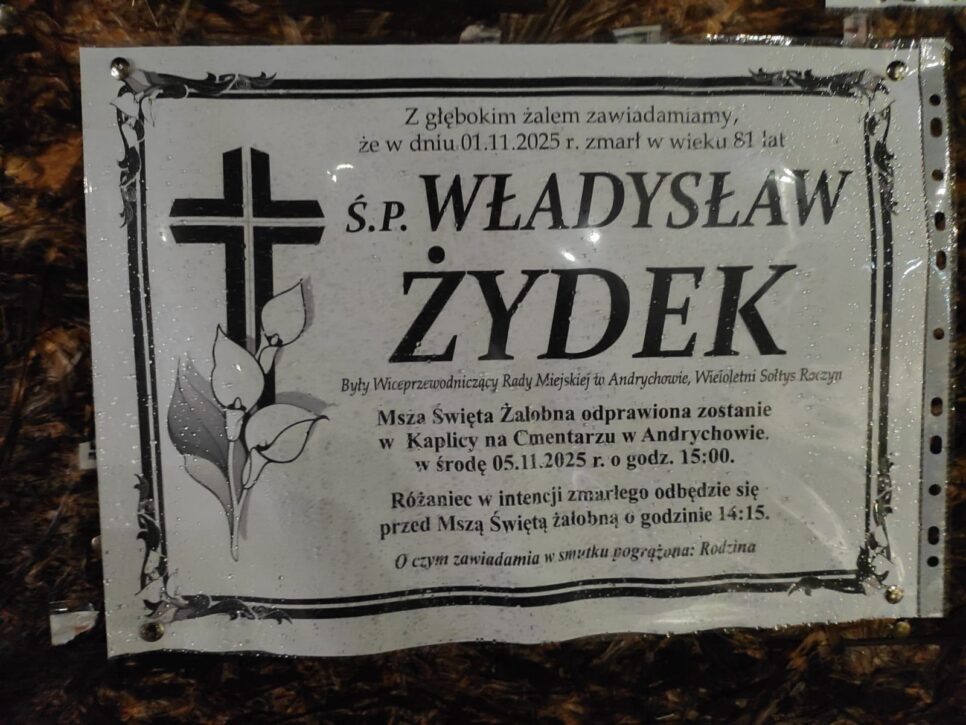 Z głębokim żalem zawiadamiamy,
że w dniu 01.11.2025 r. zmarł w wieku 81 lat
Ś.P. WŁADYSŁAW
ŻYDEK
Były Wiceprzewodniczący Rady Miejskiej w Andrychowie, Wieloletni Sołtys Roczyn
Msza Święta Żałobna odprawiona zostanie
w Kaplicy na Cmentarzu w Andrychowie.
w środę 05.11.2025 r. o godz. 15:00.
Różaniec w intencji zmarłego odbędzie się
przed Mszą Świętą żałobną o godzinie 14:15.
O czym zawiadamia w smutku pogrążona: Rodzina